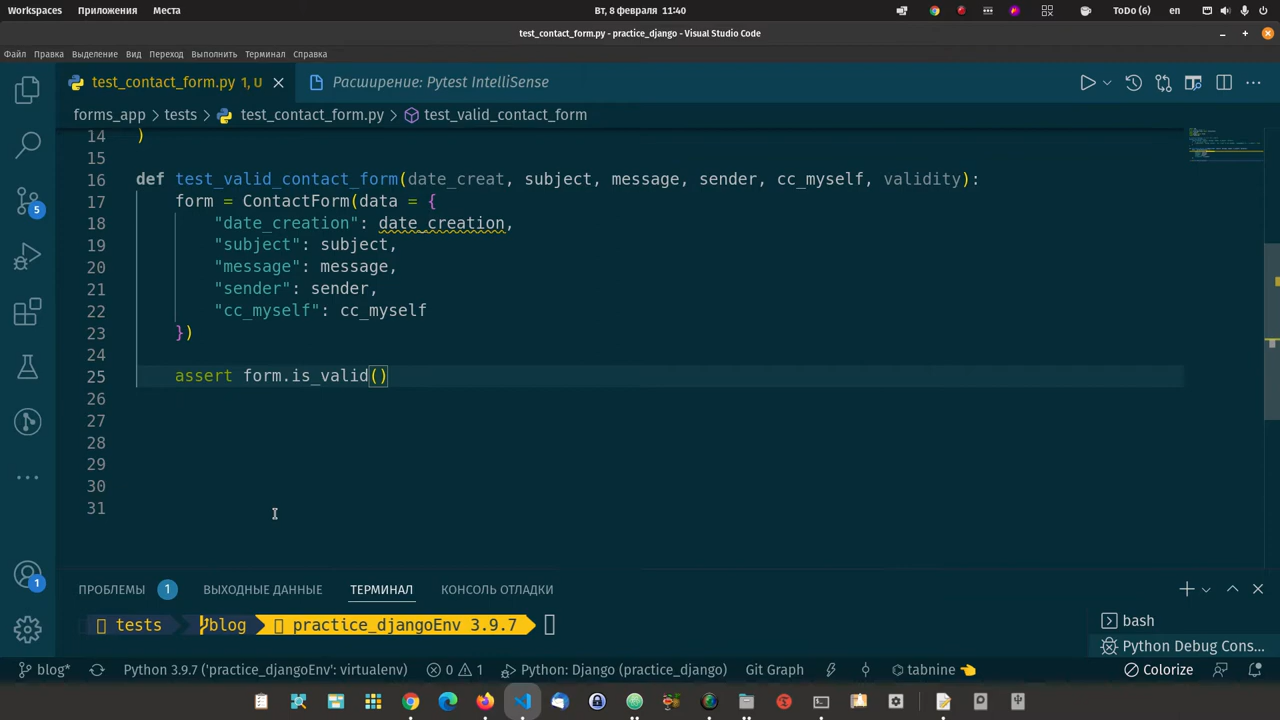 Workspaces Приложения Места Вт, 8 февраля 11:40 ToDo (6) en
test_contact_form.py - practice_django - Visual Studio Code
Файл Правка Выделение Вид Переход Выполнить Терминал Справка
test_contact_form.py 1, U Расширение: Pytest IntelliSense
forms_app > tests > test_contact_form.py > test_valid_contact_form
14 )
15
16 def test_valid_contact_form(date_creat, subject, message, sender, cc_myself, validity):
17 form = ContactForm(data = {
18 "date_creation": date_creation,
19 "subject": subject,
20 "message": message,
21 "sender": sender,
22 "cc_myself": cc_myself
23 })
24
25 assert form.is_valid()
26
27
28
29
30
31
5
1
ПРОБЛЕМЫ 1 ВЫХОДНЫЕ ДАННЫЕ ТЕРМИНАЛ КОНСОЛЬ ОТЛАДКИ
tests blog practice_djangoEnv 3.9.7
bash
Python Debug Cons...
blog* Python 3.9.7 ('practice_djangoEnv': virtualenv) 0 1 Python: Django (practice_django) Git Graph tabnine Colorize